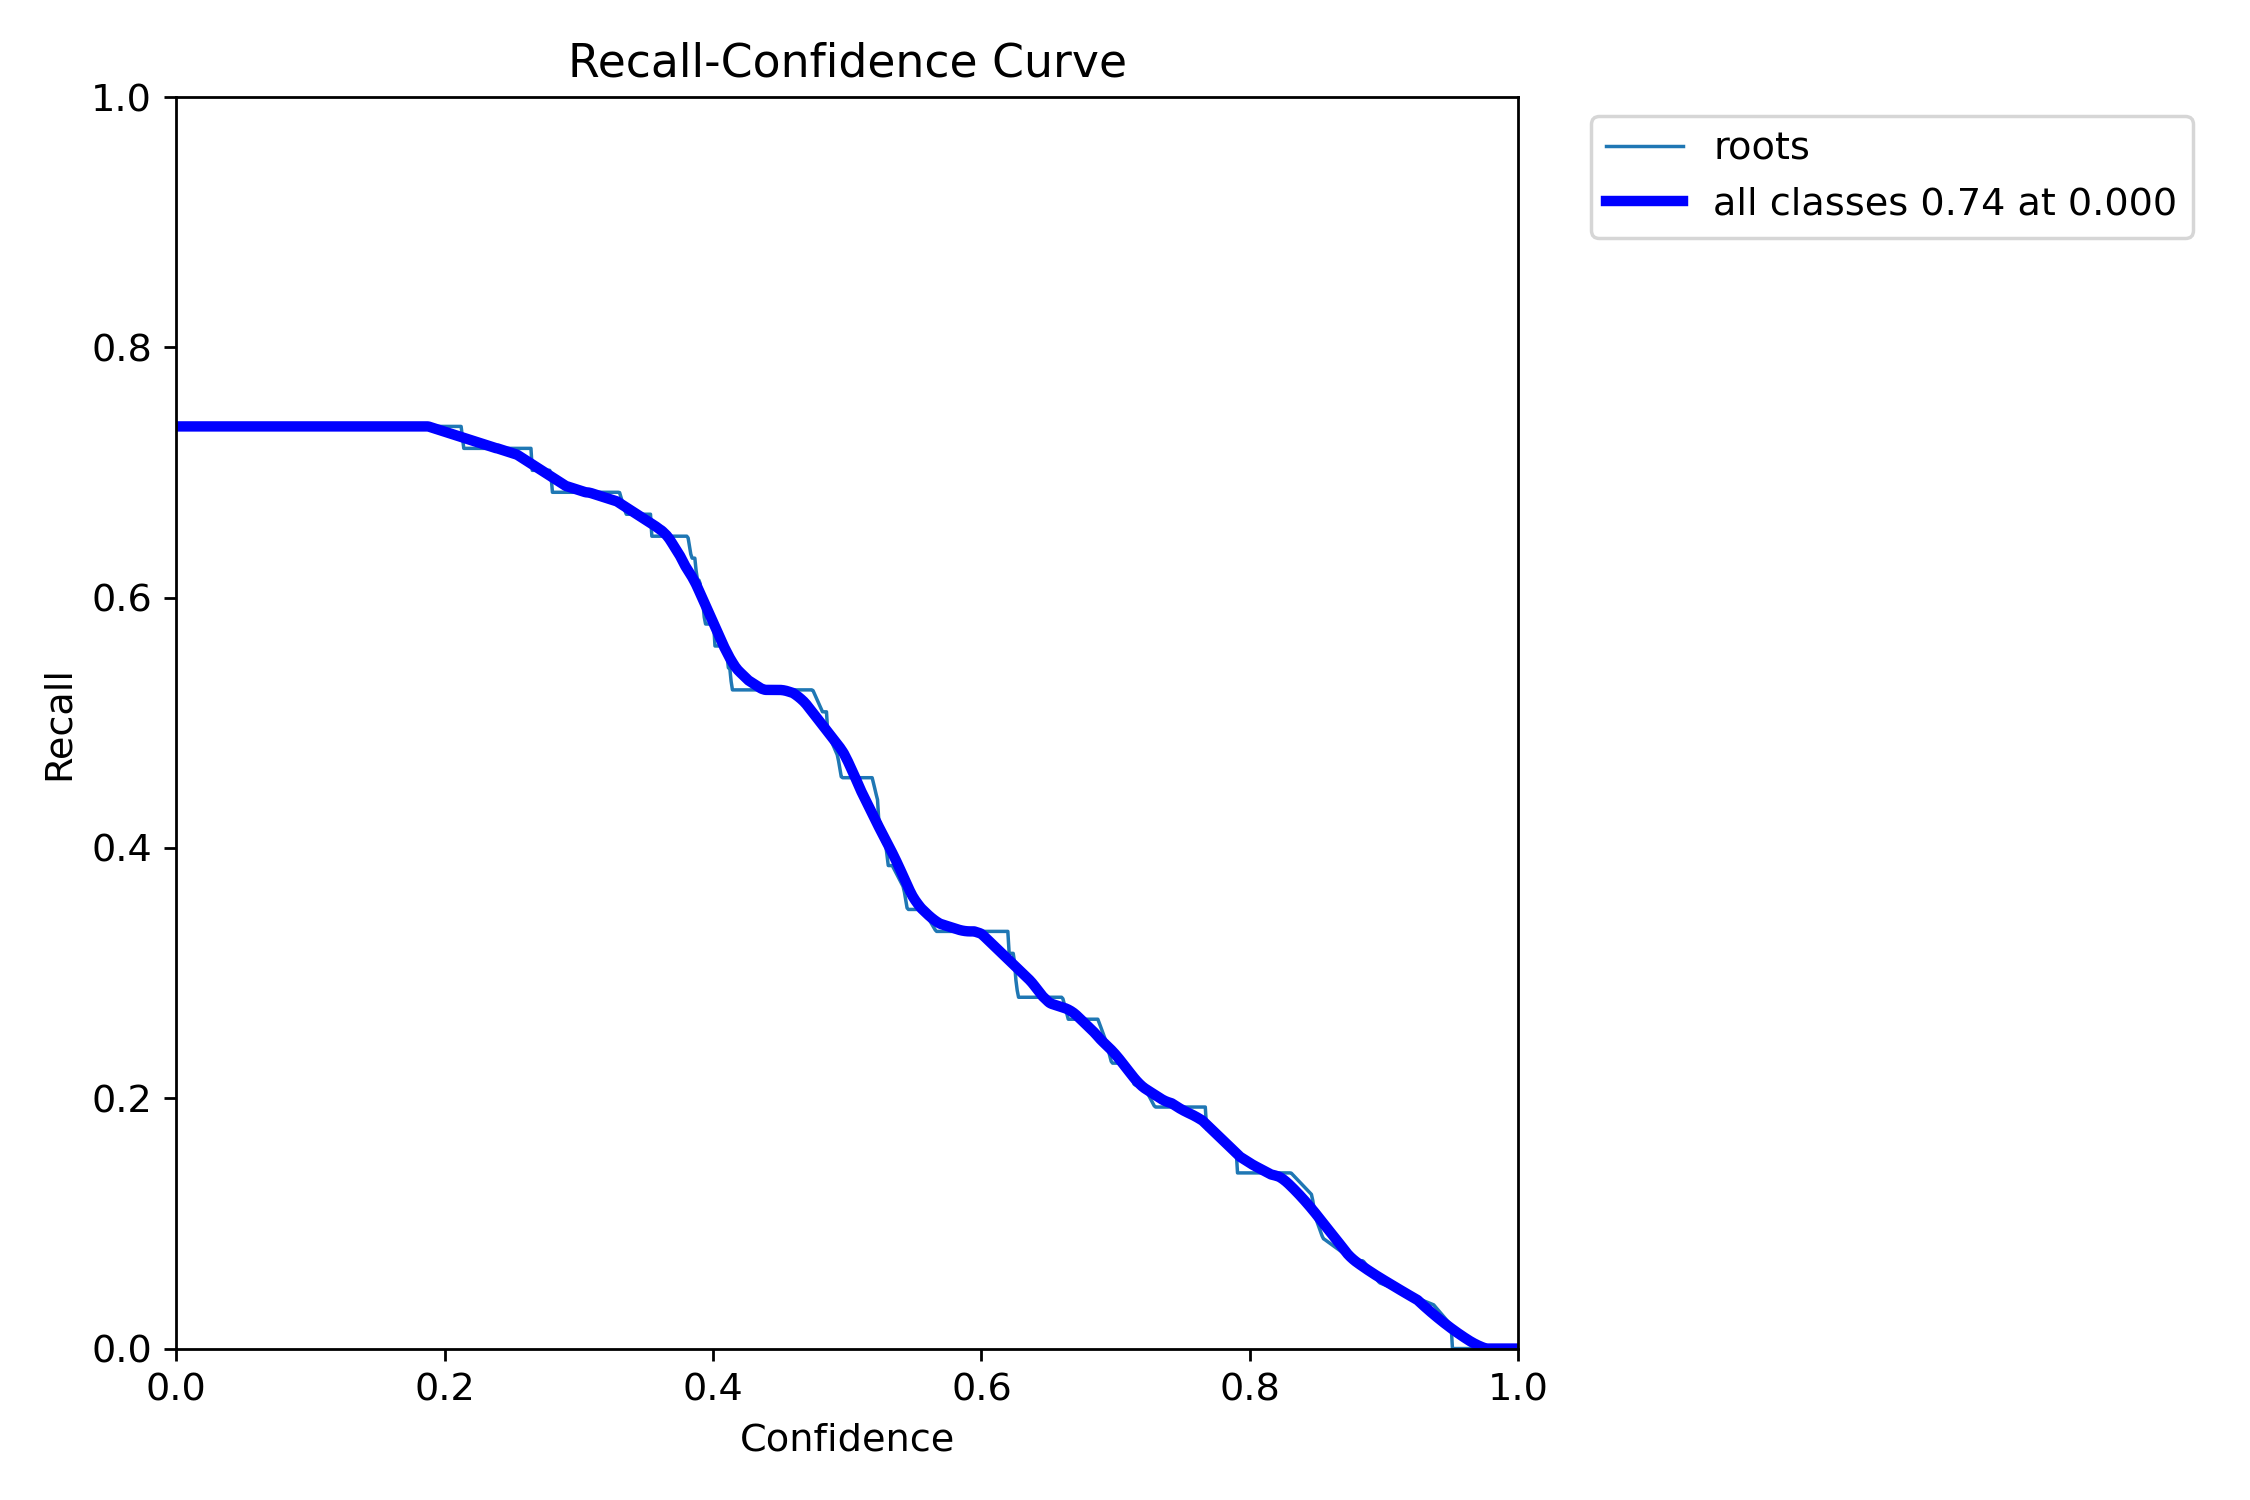 Recall-Confidence Curve
1.0
0.8
0.6
0.4
0.2
0.0
Recall
0.0 0.2 0.4 0.6 0.8 1.0
Confidence
roots
all classes 0.74 at 0.000